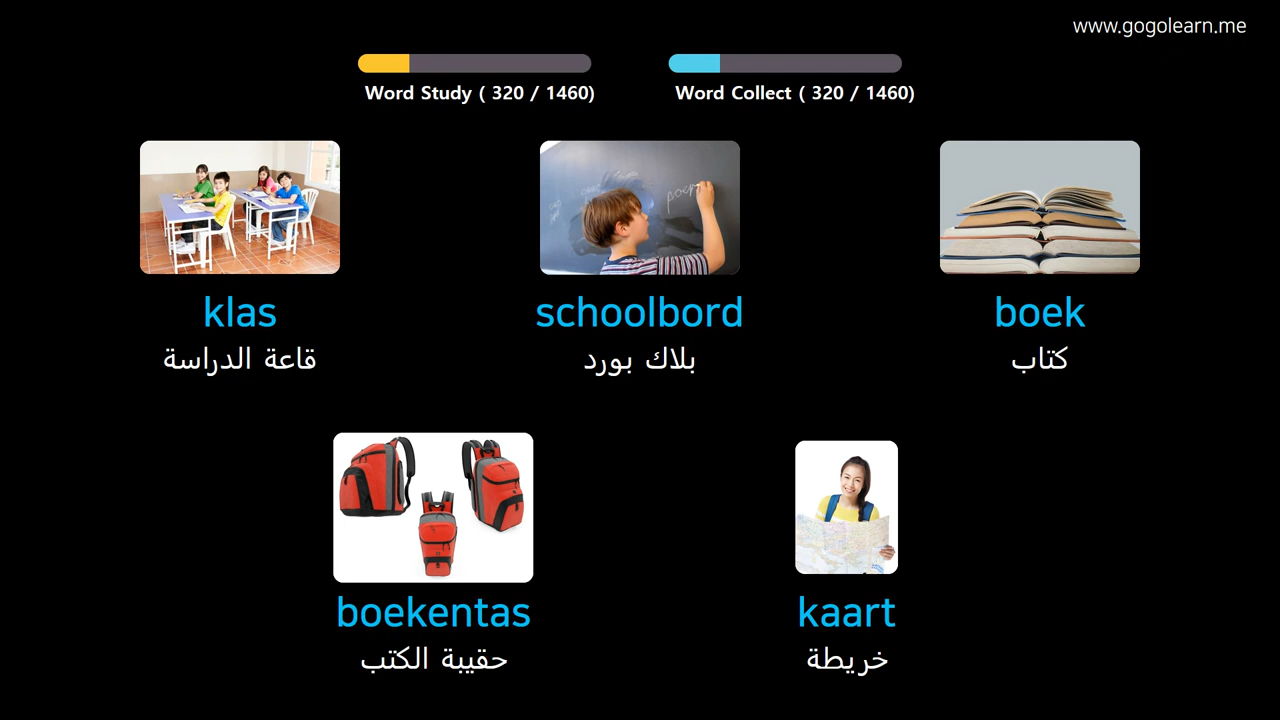 www.gogolearn.me
Word Study ( 320 / 1460)
Word Collect ( 320 / 1460)
klas
قاعة الدراسة
schoolbord
بلاك بورد
boek
كتاب
boekentas
حقيبة الكتب
kaart
خريطة